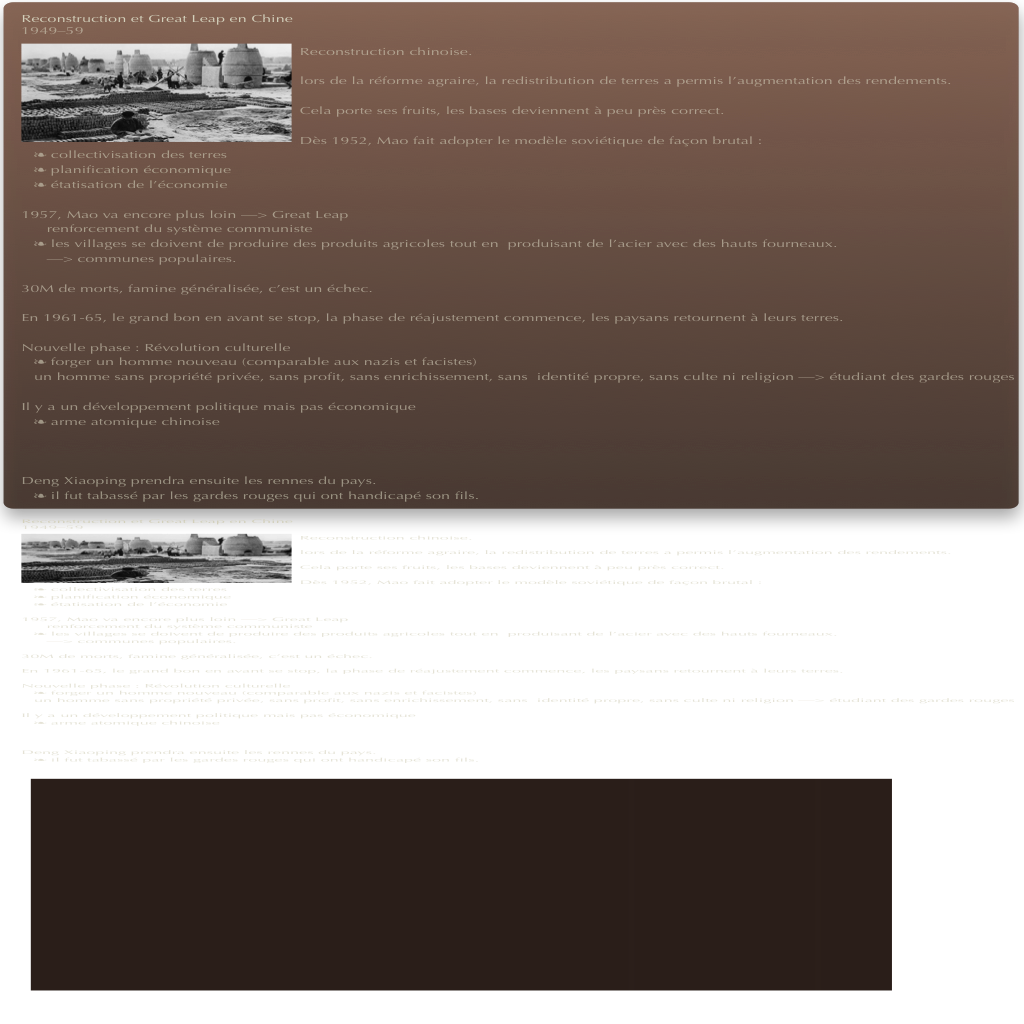 Reconstruction et Great Leap en Chine
1949–59
Reconstruction chinoise.
lors de la réforme agraire, la redistribution de terres a permis l’augmentation des rendements.
Cela porte ses fruits, les bases deviennent à peu près correct.
Dès 1952, Mao fait adopter le modèle soviétique de façon brutal :
❧ collectivisation des terres
❧ planification économique
❧ étatisation de l’économie
1957, Mao va encore plus loin —> Great Leap
renforcement du système communiste
❧ les villages se doivent de produire des produits agricoles tout en produisant de l’acier avec des hauts fourneaux.
—> communes populaires.
30M de morts, famine généralisée, c’est un échec.
En 1961-65, le grand bon en avant se stop, la phase de réajustement commence, les paysans retournent à leurs terres.
Nouvelle phase : Révolution culturelle
❧ forger un homme nouveau (comparable aux nazis et facistes)
un homme sans propriété privée, sans profit, sans enrichissement, sans identité propre, sans culte ni religion —> étudiant des gardes rouges
Il y a un développement politique mais pas économique
❧ arme atomique chinoise
Deng Xiaoping prendra ensuite les rennes du pays.
❧ il fut tabassé par les gardes rouges qui ont handicapé son fils.
Reconstruction et Great Leap en Chine
1949–59
Reconstruction chinoise.
lors de la réforme agraire, la redistribution de terres a permis l’augmentation des rendements.
Cela porte ses fruits, les bases deviennent à peu près correct.
Dès 1952, Mao fait adopter le modèle soviétique de façon brutal :
❧ collectivisation des terres
❧ planification économique
❧ étatisation de l’économie
1957, Mao va encore plus loin —> Great Leap
renforcement du système communiste
❧ les villages se doivent de produire des produits agricoles tout en produisant de l’acier avec des hauts fourneaux.
—> communes populaires.
30M de morts, famine généralisée, c’est un échec.
En 1961-65, le grand bon en avant se stop, la phase de réajustement commence, les paysans retournent à leurs terres.
Nouvelle phase : Révolution culturelle
❧ forger un homme nouveau (comparable aux nazis et facistes)
un homme sans propriété privée, sans profit, sans enrichissement, sans identité propre, sans culte ni religion —> étudiant des gardes rouges
Il y a un développement politique mais pas économique
❧ arme atomique chinoise
Deng Xiaoping prendra ensuite les rennes du pays.
❧ il fut tabassé par les gardes rouges qui ont handicapé son fils.